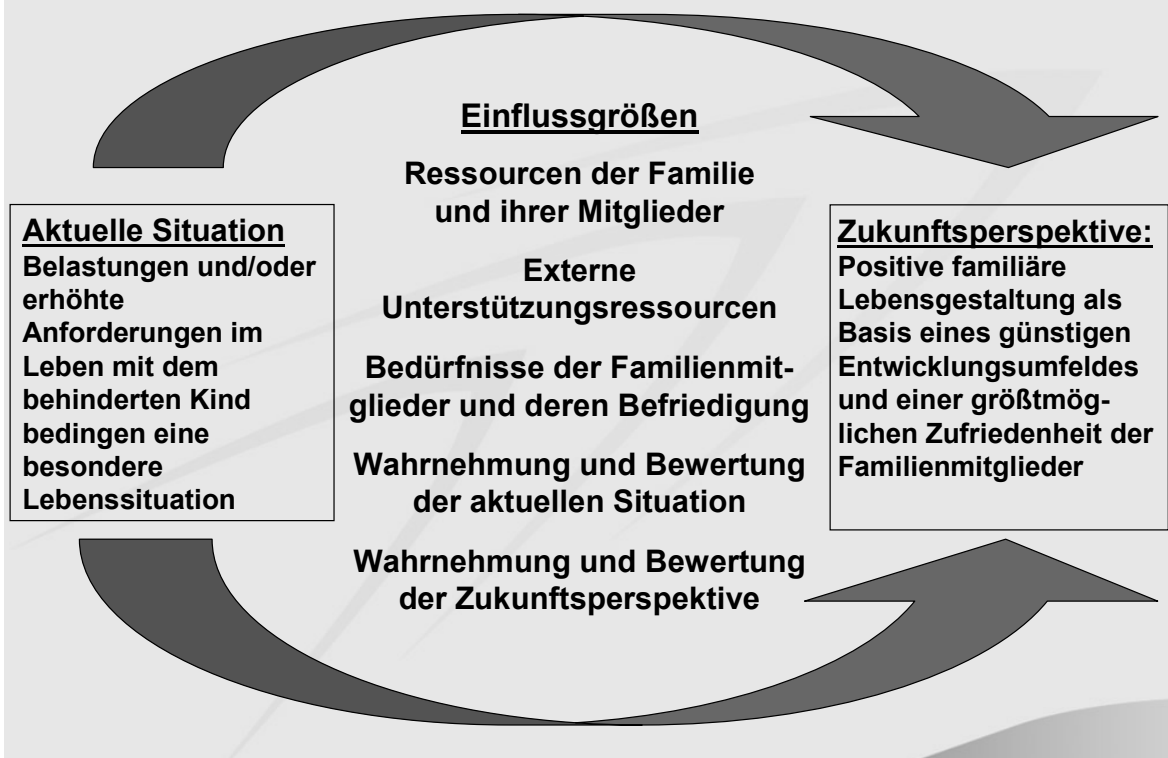 Aktuelle Situation
Belastungen und/oder
erhöhte
Anforderungen im
Leben mit dem
behinderten Kind
bedingen eine
besondere
Lebenssituation
Einflussgrößen
Ressourcen der Familie
und ihrer Mitglieder
Externe
Unterstützungsressourcen
Bedürfnisse der Familienmit-
glieder und deren Befriedigung
Wahrnehmung und Bewertung
der aktuellen Situation
Wahrnehmung und Bewertung
der Zukunftsperspektive
Zukunftsperspektive:
Positive familiäre
Lebensgestaltung als
Basis eines günstigen
Entwicklungsumfeldes
und einer größtmög-
lichen Zufriedenheit der
Familienmitglieder